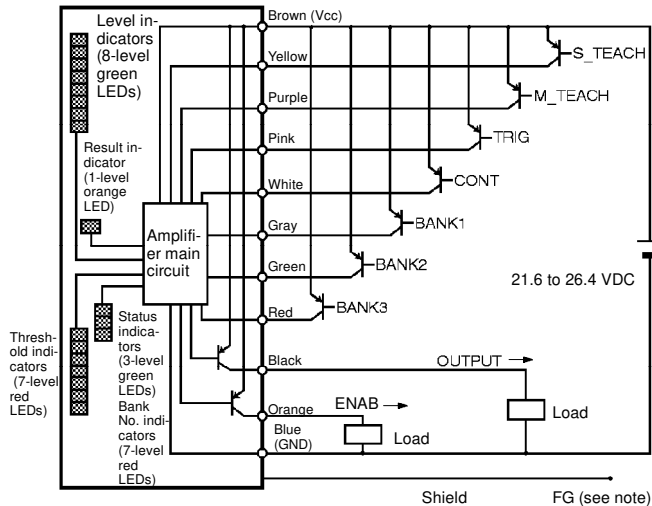 Level in-
dicators
(8-level
green
LEDs)
Result in-
dicator
(1-level
orange
LED)
Amplifi-
er main
circuit
Thresh-
old indi-
cators
(7-level
red
LEDs)
Status
indica-
tors
(3-level
green
LEDs)
Bank
No. indi-
cators
(7-level
red
LEDs)
Brown (Vcc)
Yellow
Purple
Pink
White
Gray
Green
Red
Black
Orange
Blue
(GND)
S_TEACH
M_TEACH
TRIG
CONT
BANK1
BANK2
BANK3
21.6 to 26.4 VDC
OUTPUT
ENAB
Load
Load
Shield
FG (see note)